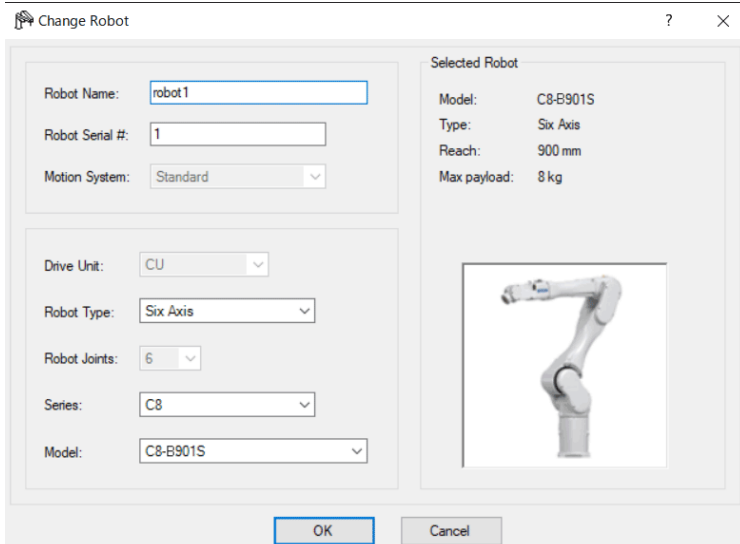 Change Robot
?
Robot Name: robot1
Robot Serial #: 1
Motion System: Standard
Drive Unit: CU
Robot Type: Six Axis
Robot Joints: 6
Series: C8
Model: C8-B901S
Selected Robot
Model: C8-B901S
Type: Six Axis
Reach: 900 mm
Max payload: 8 kg
OK
Cancel